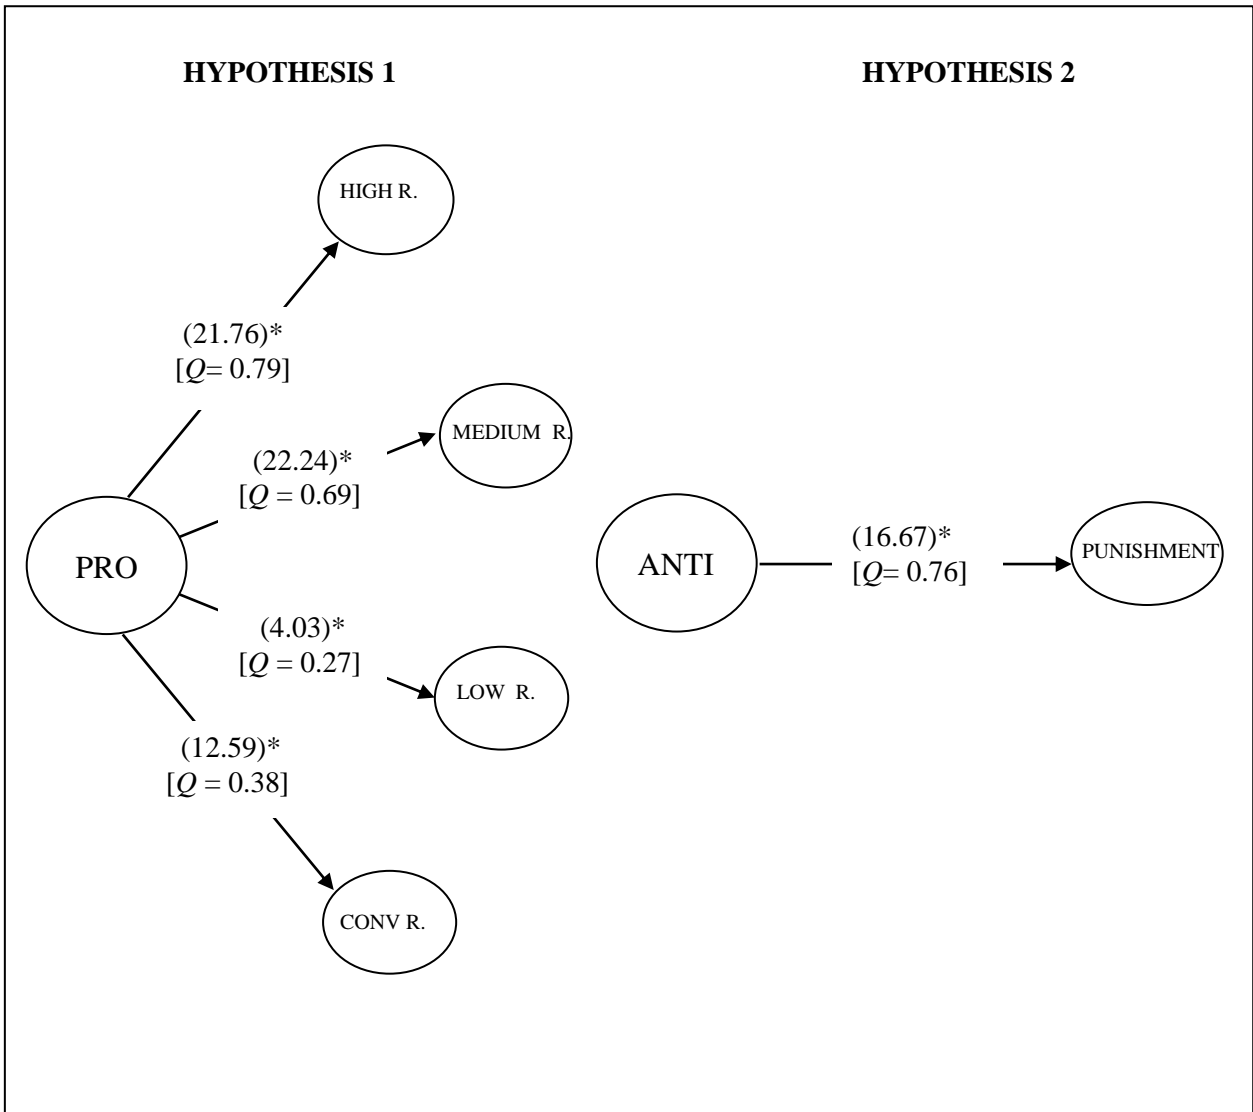 HYPOTHESIS 1
HYPOTHESIS 2
HIGH R.
(21.76)*
[Q= 0.79]
MEDIUM R.
(22.24)*
[Q = 0.69]
PRO
ANTI
(16.67)*
[Q= 0.76]
PUNISHMENT
(4.03)*
[Q = 0.27]
LOW R.
(12.59)*
[Q = 0.38]
CONV R.